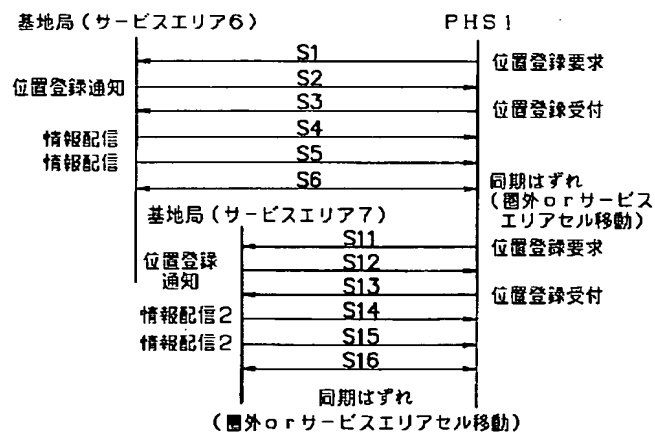 基地局(サービスエリア6)
PHS1
S1
位置登録要求
S2
位置登録通知
S3
位置登録受付
S4
情報配信
S5
情報配信
S6
同期はずれ
(圏外orサービス
エリアセル移動)
基地局(サービスエリア7)
S11
位置登録要求
S12
位置登録
通知
S13
位置登録受付
S14
情報配信2
S15
情報配信2
S16
同期はずれ
(圏外orサービスエリアセル移動)